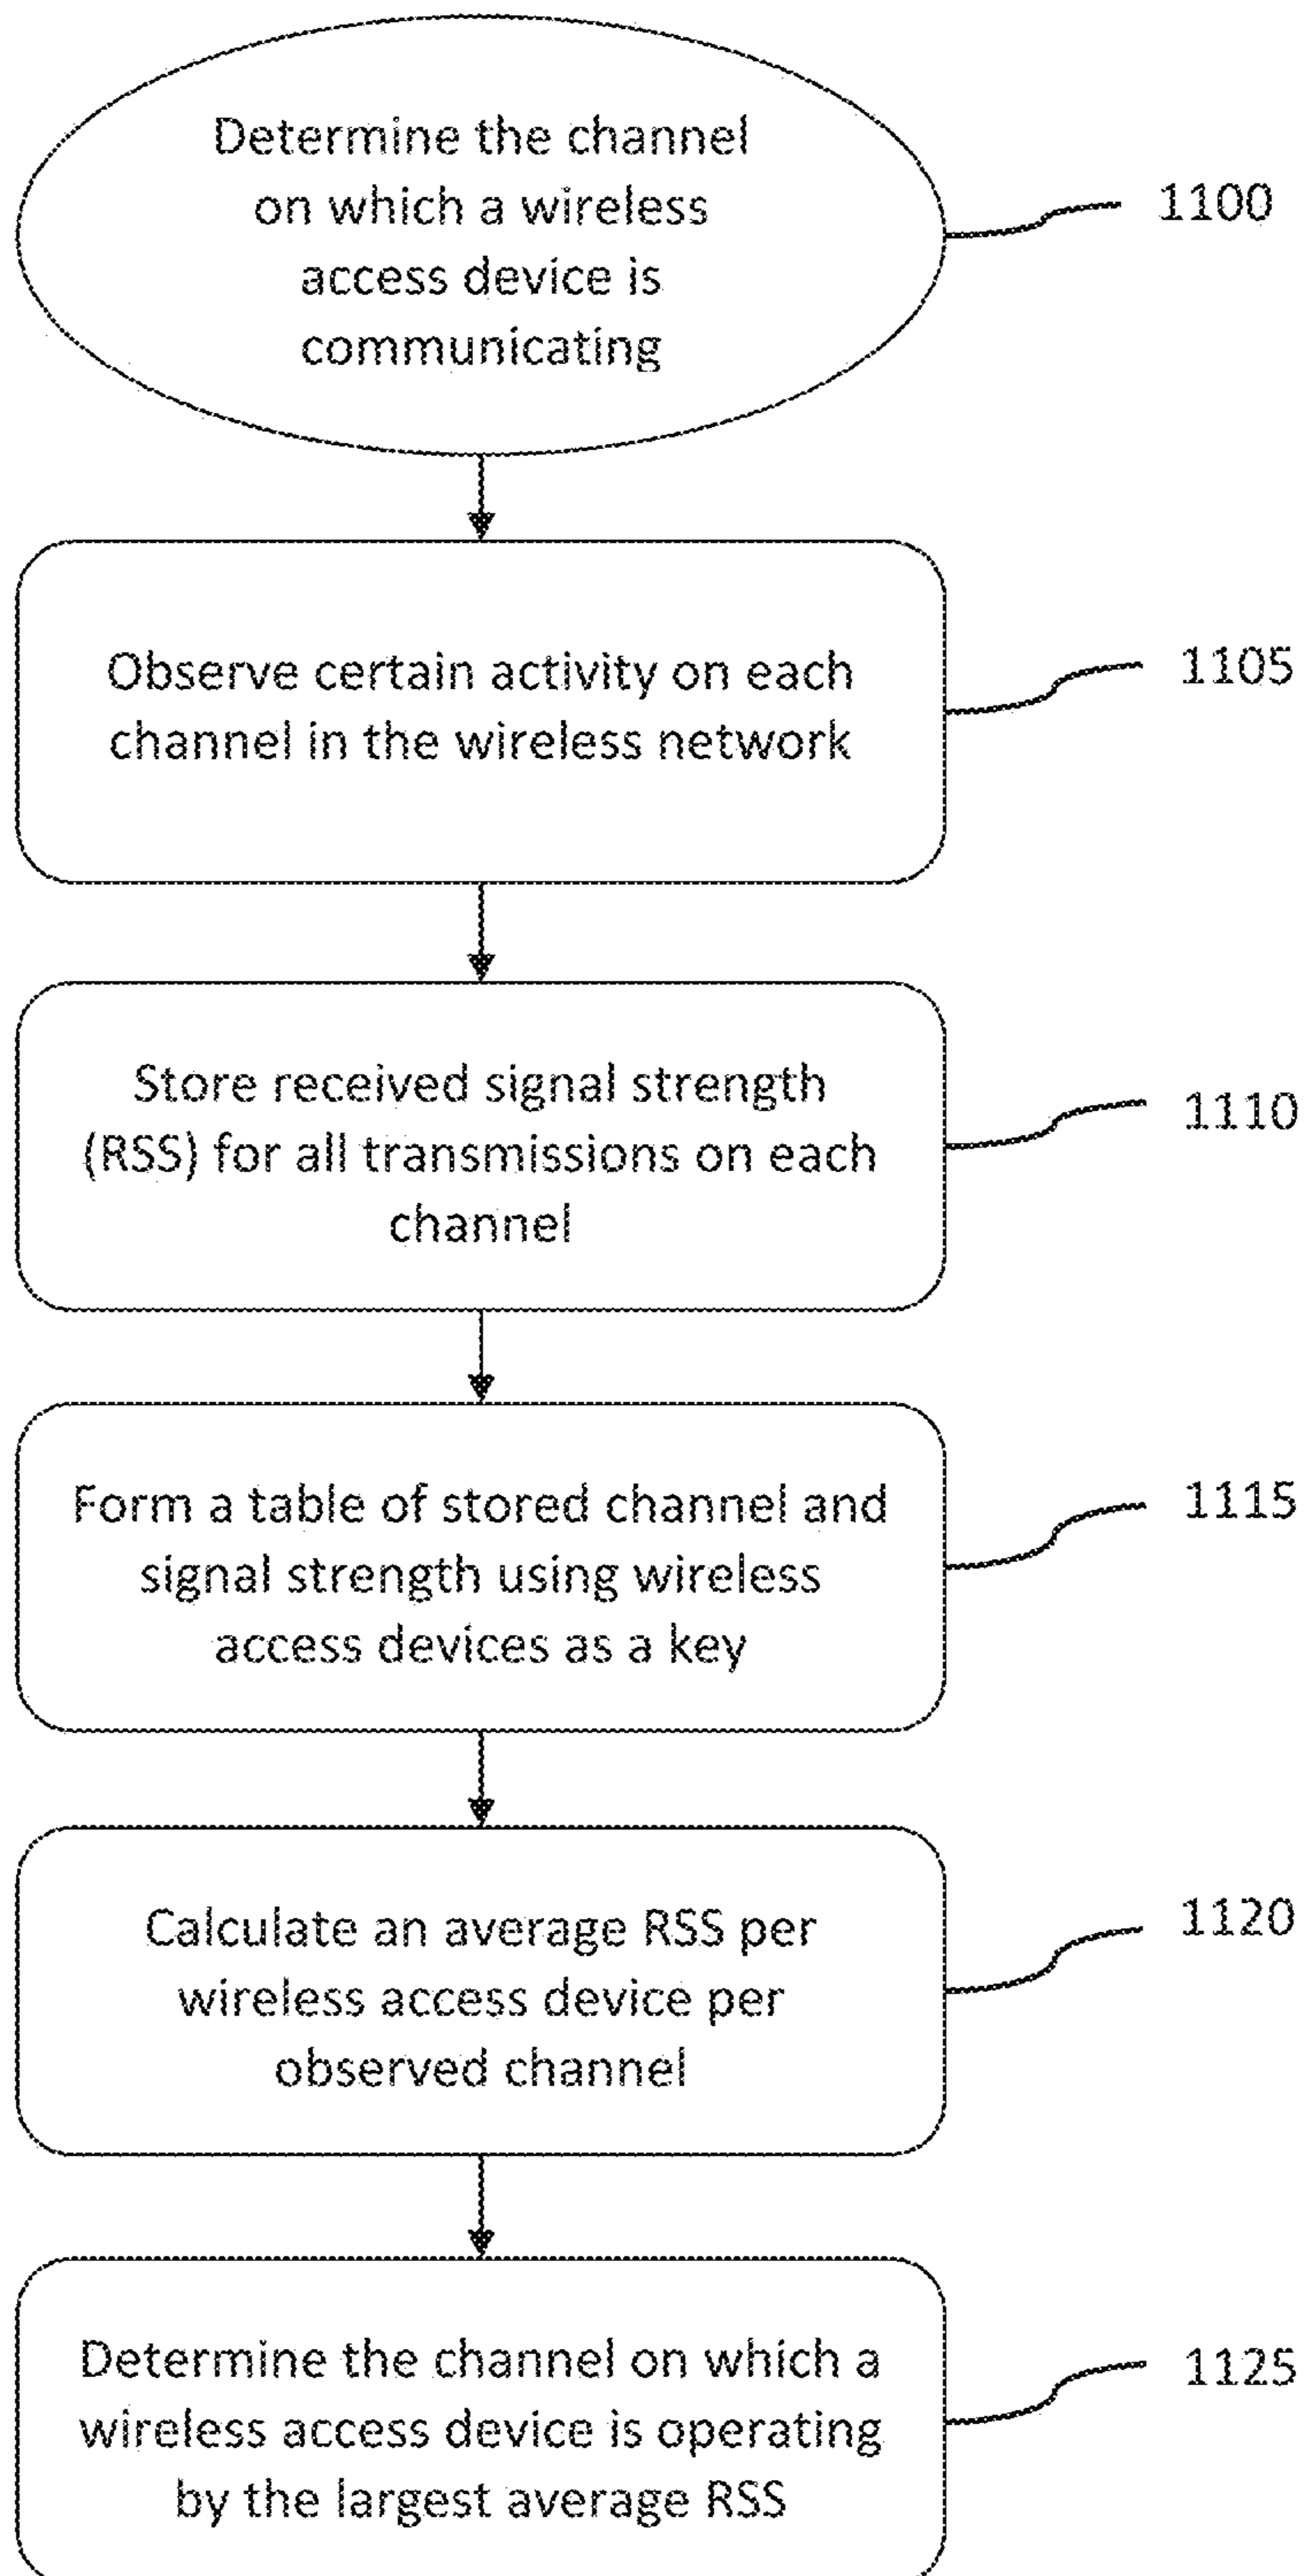 Determine the channel
on which a wireless
access device is
communicating
1100
Observe certain activity on each
channel in the wireless network
1105
Store received signal strength
(RSS) for all transmissions on each
channel
1110
Form a table of stored channel and
signal strength using wireless
access devices as a key
1115
Calculate an average RSS per
wireless access device per
observed channel
1120
Determine the channel on which a
wireless access device is operating
by the largest average RSS
1125